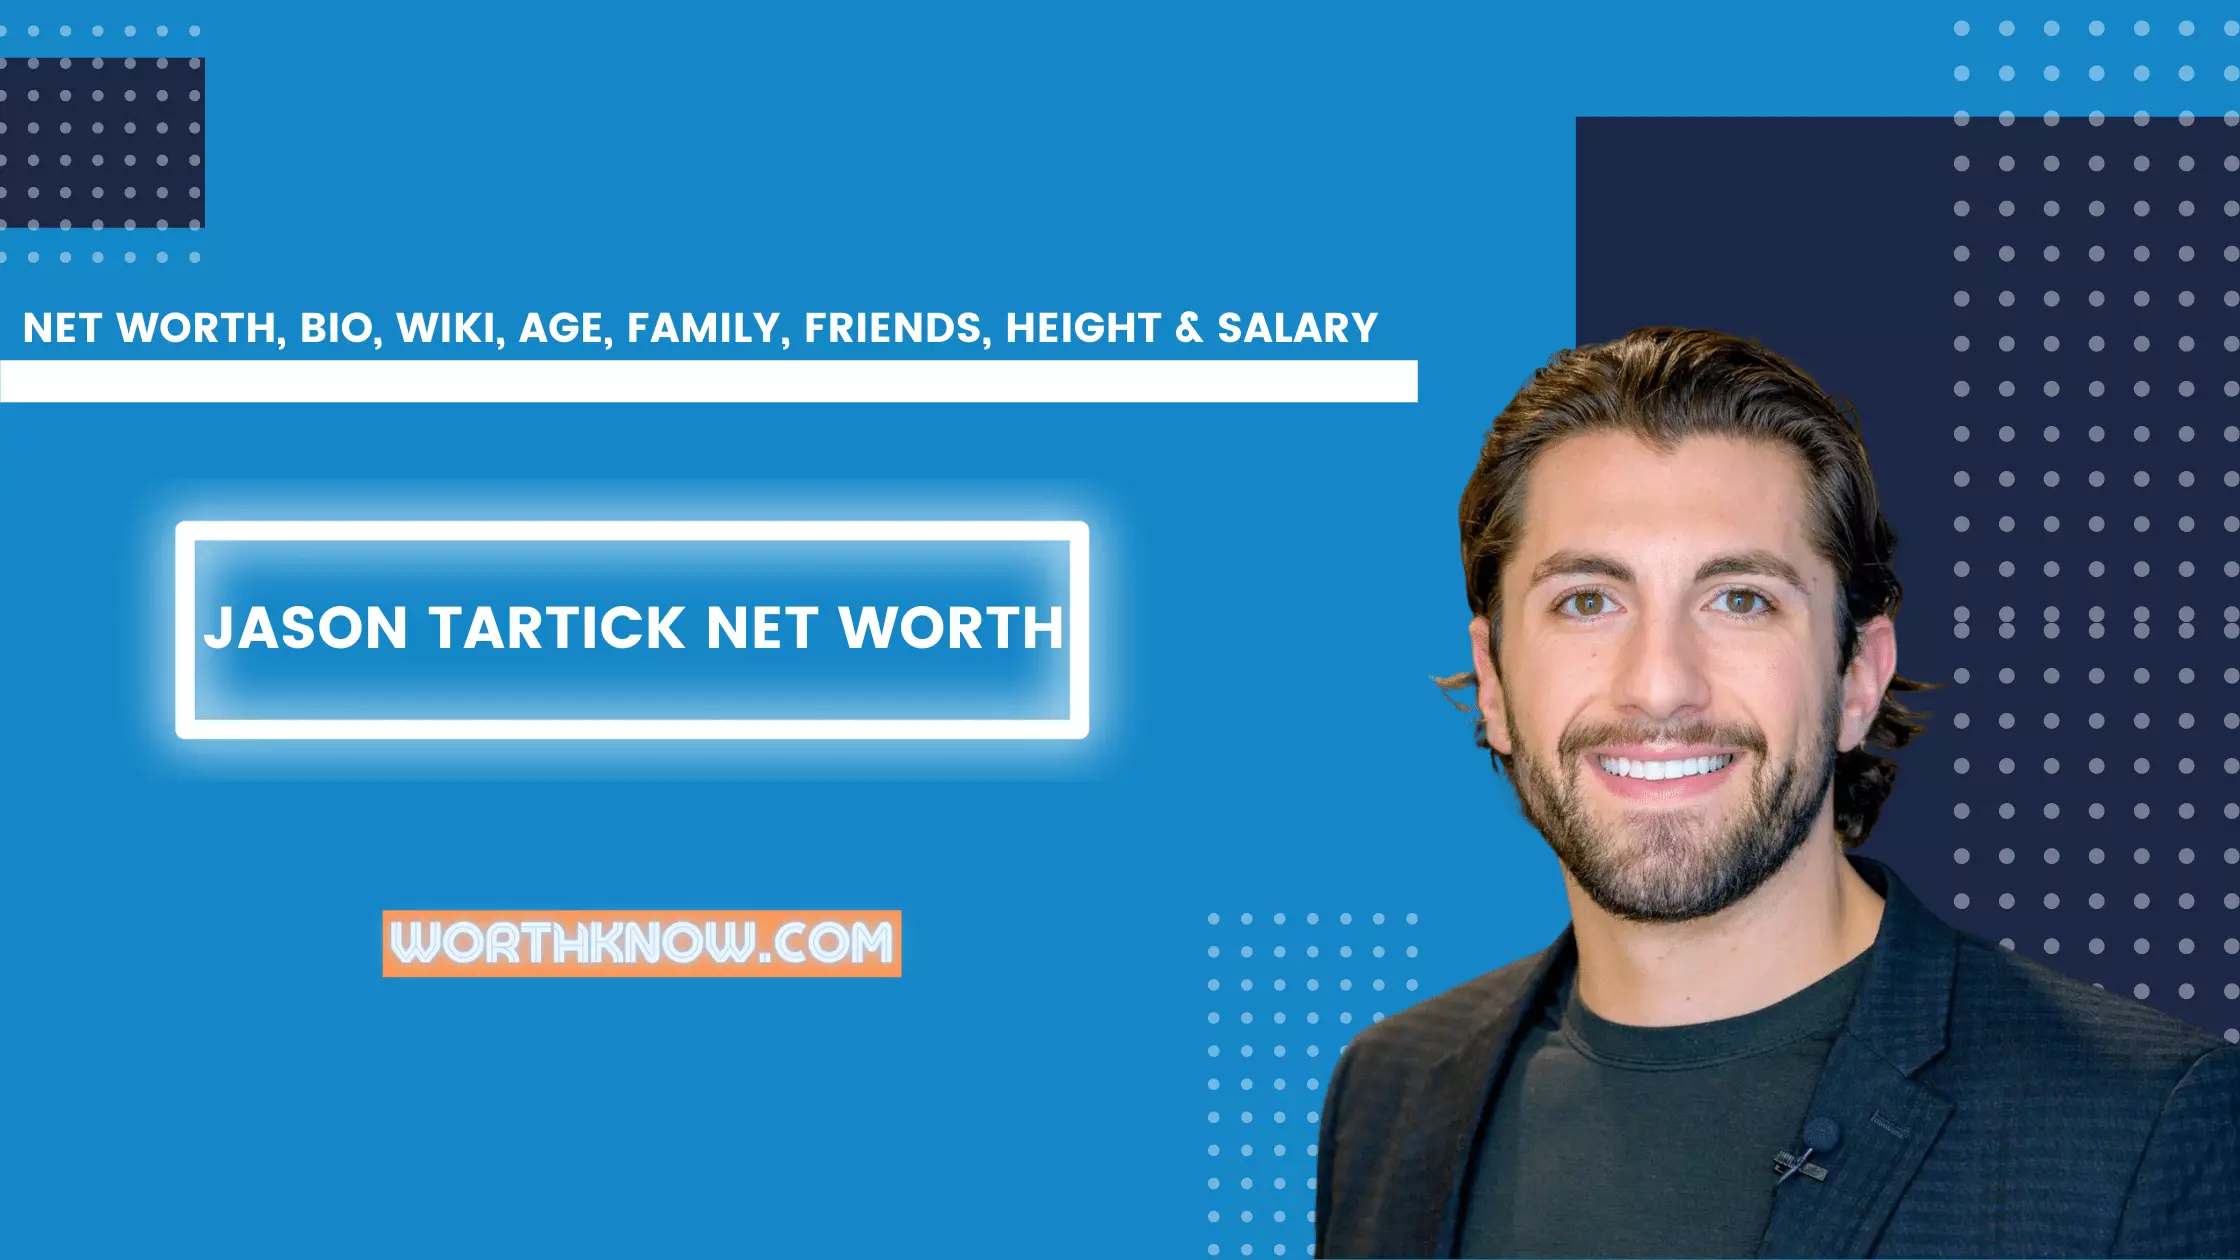 NET WORTH, BIO, WIKI, AGE, FAMILY, FRIENDS, HEIGHT & SALARY
JASON TARTICK NET WORTH
WORTHKNOW.COM